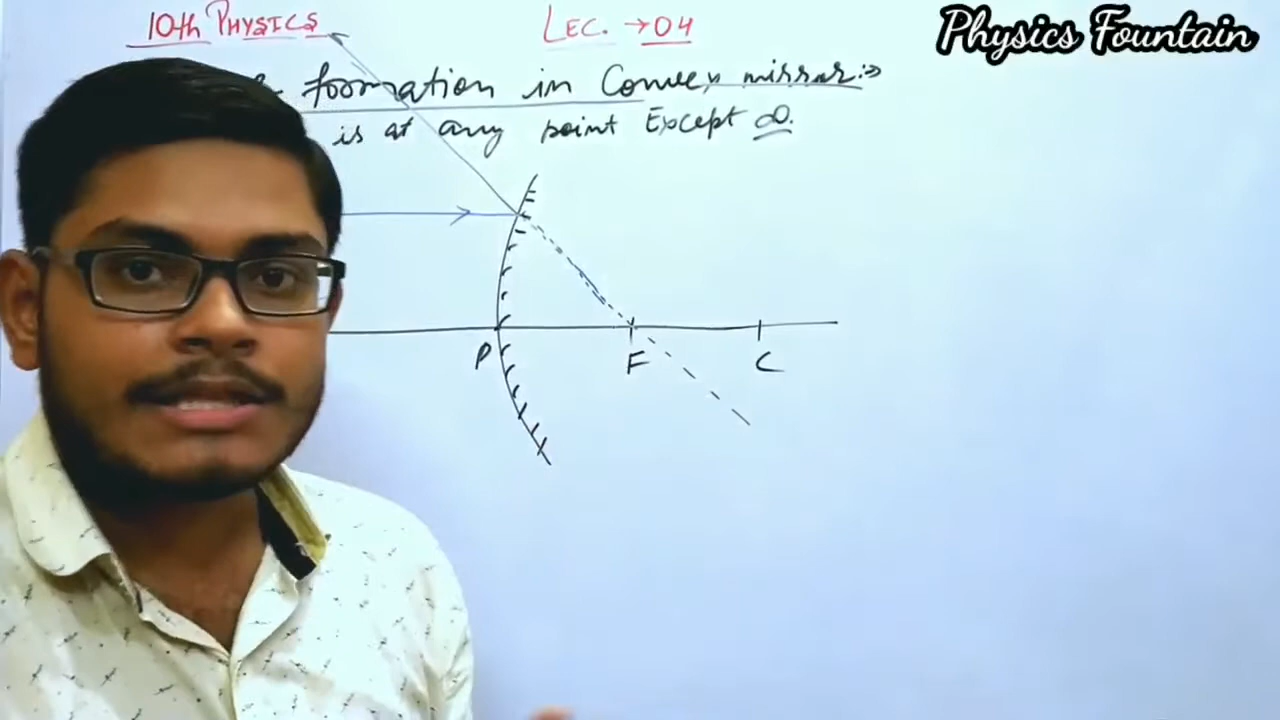 10th PHYSICS LEC. → 04
Physics Fountain
formation in Convex mirror :→
is at any point Except ∞.
P F C